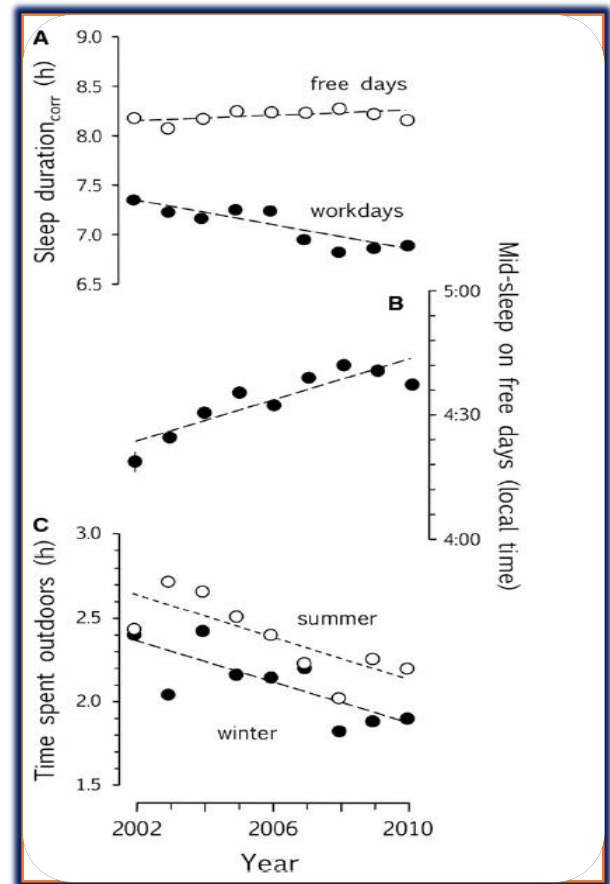 A
9.0
8.5
8.0
7.5
7.0
6.5
Sleep duration_corr (h)
free days
workdays
B
5:00
4:30
4:00
Mid-sleep on free days (local time)
C
3.0
2.5
2.0
1.5
Time spent outdoors (h)
summer
winter
2002 2006 2010
Year